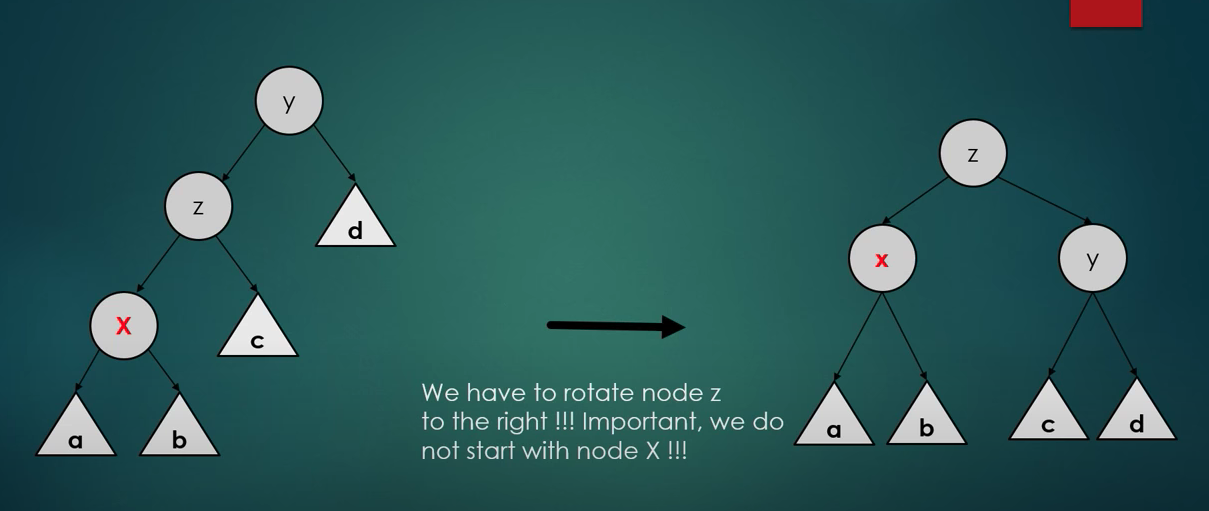 y
z
d
X
c
a
b
We have to rotate node z
to the right !!! Important, we do
not start with node X !!!
z
x
y
a
b
c
d